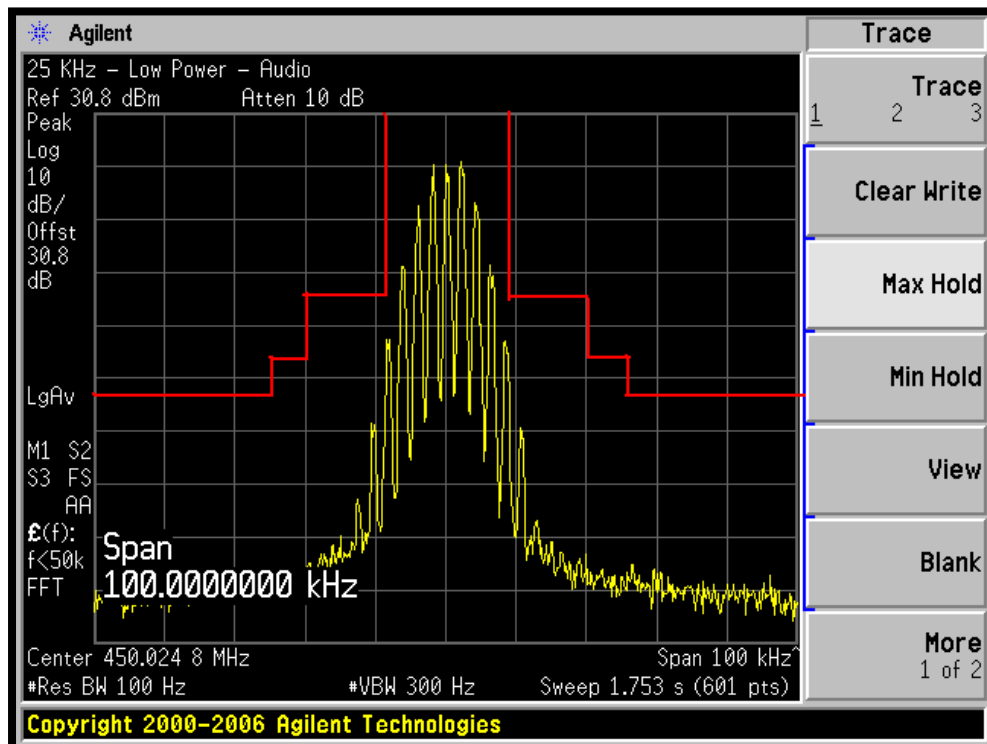 Agilent
Trace
25 KHz – Low Power – Audio
Ref 30.8 dBm Atten 10 dB
Peak
Log
10
dB/
Offst
30.8
dB
LgAv
M1 S2
S3 FS
AA
£(f):
f<50k
FFT
Span
100.0000000 kHz
Center 450.024 8 MHz Span 100 kHz^
#Res BW 100 Hz #VBW 300 Hz Sweep 1.753 s (601 pts)
Copyright 2000–2006 Agilent Technologies
Trace
1 2 3
Clear Write
Max Hold
Min Hold
View
Blank
More
1 of 2